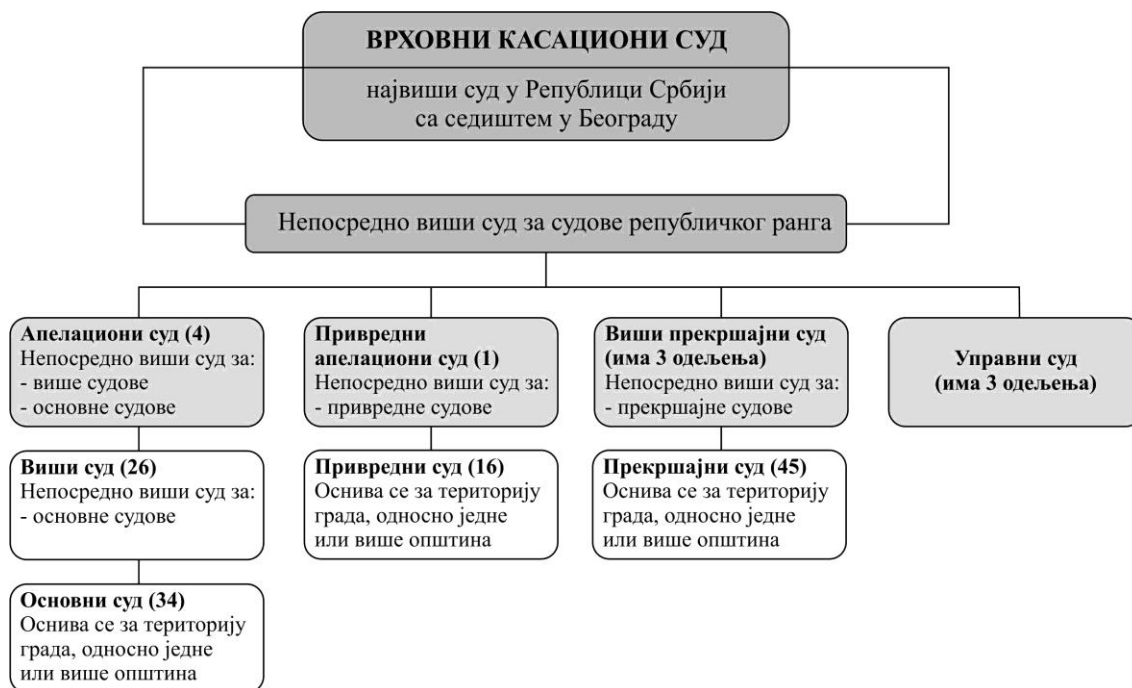 ВРХОВНИ КАСАЦИОНИ СУД
највиши суд у Републици Србији
са седиштем у Београду
Непосредно виши суд за судове републичког ранга
Апелациони суд (4)
Непосредно виши суд за:
- више судове
- основне судове
Привредни
апелациони суд (1)
Непосредно виши суд за:
- привредне судове
Виши прекршајни суд
(има 3 одељења)
Непосредно виши суд за:
- прекршајне судове
Управни суд
(има 3 одељења)
Виши суд (26)
Непосредно виши суд за:
- основне судове
Привредни суд (16)
Оснива се за територију
града, односно једне
или више општина
Прекршајни суд (45)
Оснива се за територију
града, односно једне
или више општина
Основни суд (34)
Оснива се за територију
града, односно једне
или више општина